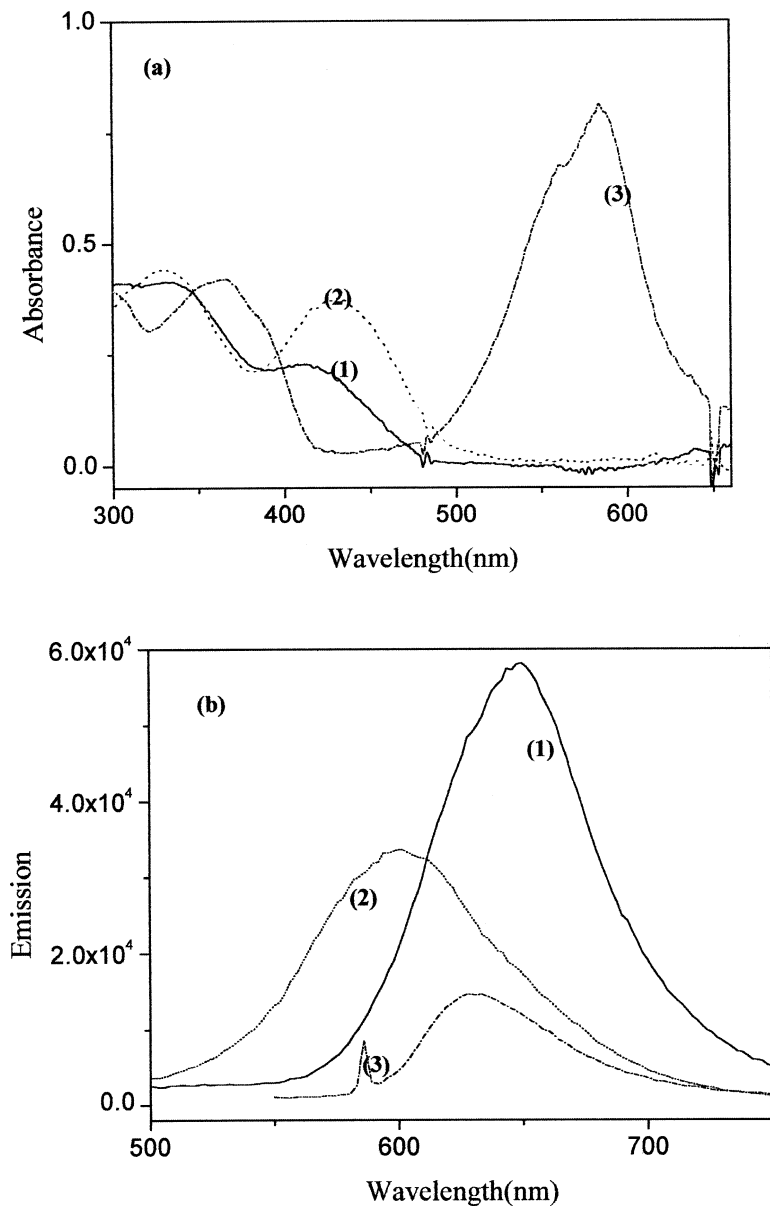 1.0
(a)
(3)
0.5
(2)
(1)
0.0
300 400 500 600
Absorbance
Wavelength(nm)
6.0x10⁴
(b)
(1)
4.0x10⁴
(2)
2.0x10⁴
(3)
0.0
500 600 700
Emission
Wavelength(nm)